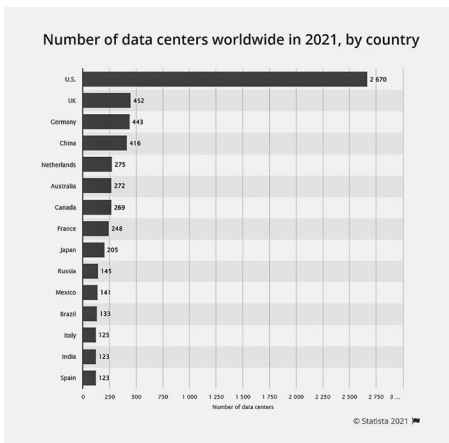 Number of data centers worldwide in 2021, by country
U.S. 2 670
UK 452
Germany 443
China 416
Netherlands 275
Australia 272
Canada 269
France 248
Japan 205
Russia 145
Mexico 141
Brazil 133
Italy 125
India 123
Spain 123
0 250 500 750 1 000 1 250 1 500 1 750 2 000 2 250 2 500 2 750 3 ...
Number of data centers
© Statista 2021